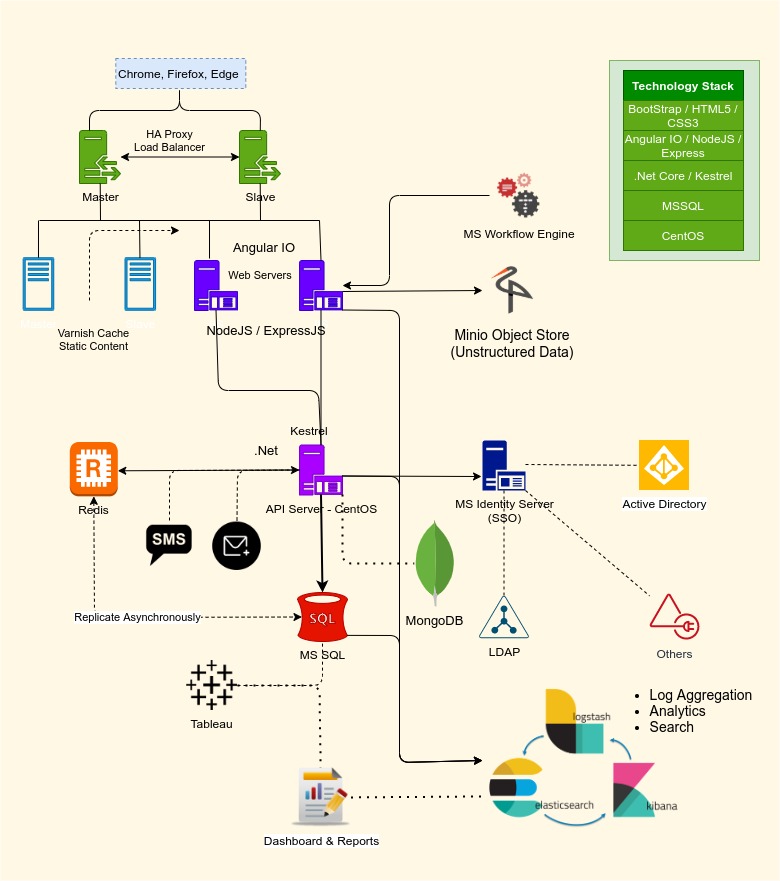 Chrome, Firefox, Edge
Technology Stack
BootStrap / HTML5 /
CSS3
Angular IO / NodeJS /
Express
.Net Core / Kestrel
MSSQL
CentOS
HA Proxy
Load Balancer
Master
Slave
MS Workflow Engine
Angular IO
Web Servers
Varnish Cache
Static Content
NodeJS / ExpressJS
Minio Object Store
(Unstructured Data)
Kestrel
.Net
R
Redis
API Server - CentOS
MS Identity Server
(SSO)
Active Directory
SMS
SQL
MongoDB
Replicate Asynchronously
MS SQL
LDAP
Others
Tableau
Log Aggregation
Analytics
Search
logstash
elasticsearch
kibana
Dashboard & Reports